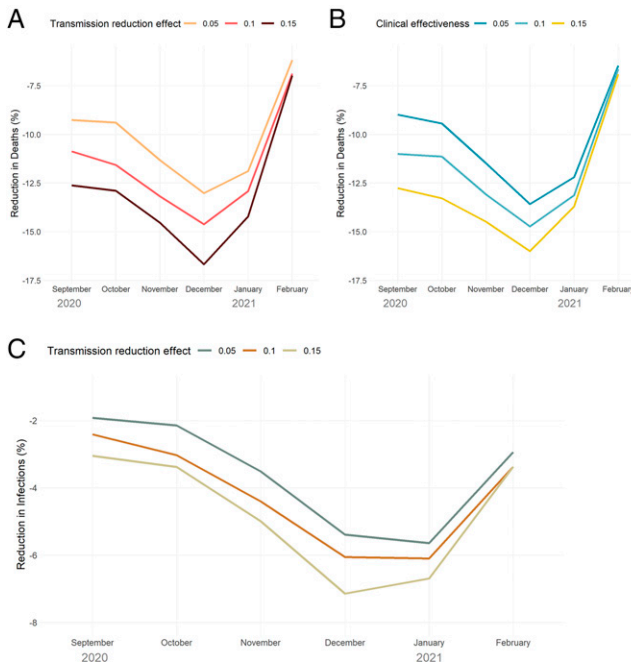 A
Transmission reduction effect 0.05 0.1 0.15
Reduction in Deaths (%)
-7.5
-10.0
-12.5
-15.0
-17.5
September October November December January February
2020 2021
B
Clinical effectiveness 0.05 0.1 0.15
Reduction in Deaths (%)
-7.5
-10.0
-12.5
-15.0
-17.5
September October November December January February
2020 2021
C
Transmission reduction effect 0.05 0.1 0.15
Reduction in Infections (%)
-2
-4
-6
-8
September October November December January February
2020 2021